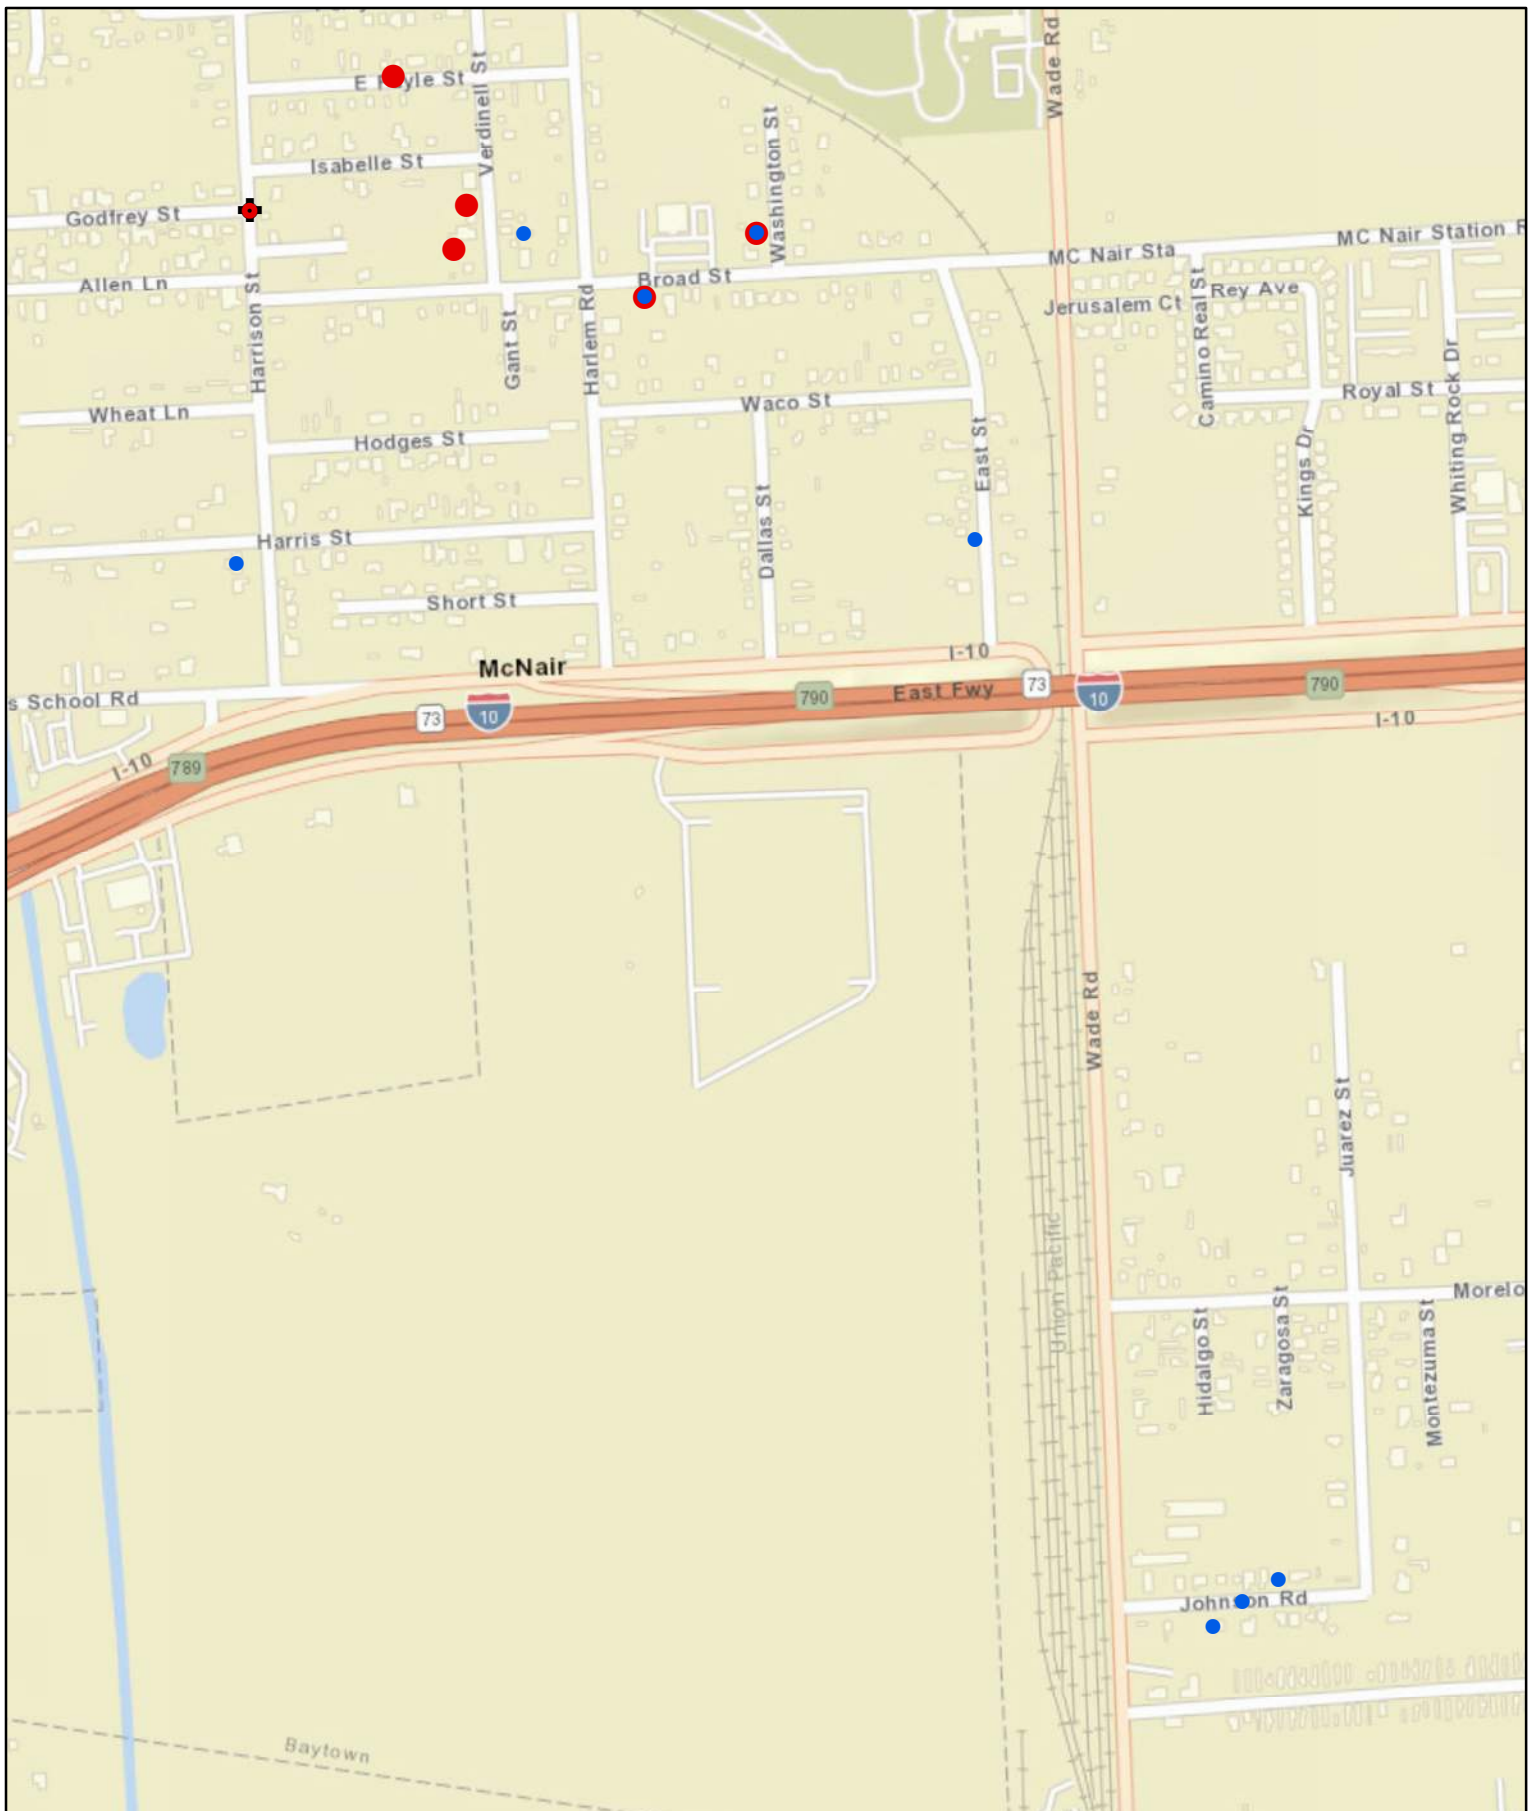 Wade Rd
E
yle St
Verdinell St
Washington St
Isabelle St
Godfrey St
MC Nair Station R
MC Nair Sta
Broad St
Allen Ln
Rey Ave
Jerusalem Ct
Camino Real St
Harrison St
Gant St
Harlem Rd
Royal St
Whiting Rock Dr
Waco St
Wheat Ln
Hodges St
East St
Kings Dr
Dallas St
Harris St
Short St
I-10
McNair
73
790
East Fwy
790
10
s School Rd
73
10
I-10
I-10
789
Wade Rd
Juarez St
Union Pacific
Morelo
Hidalgo St
Zaragosa St
Montezuma St
Johnson Rd
Baytown